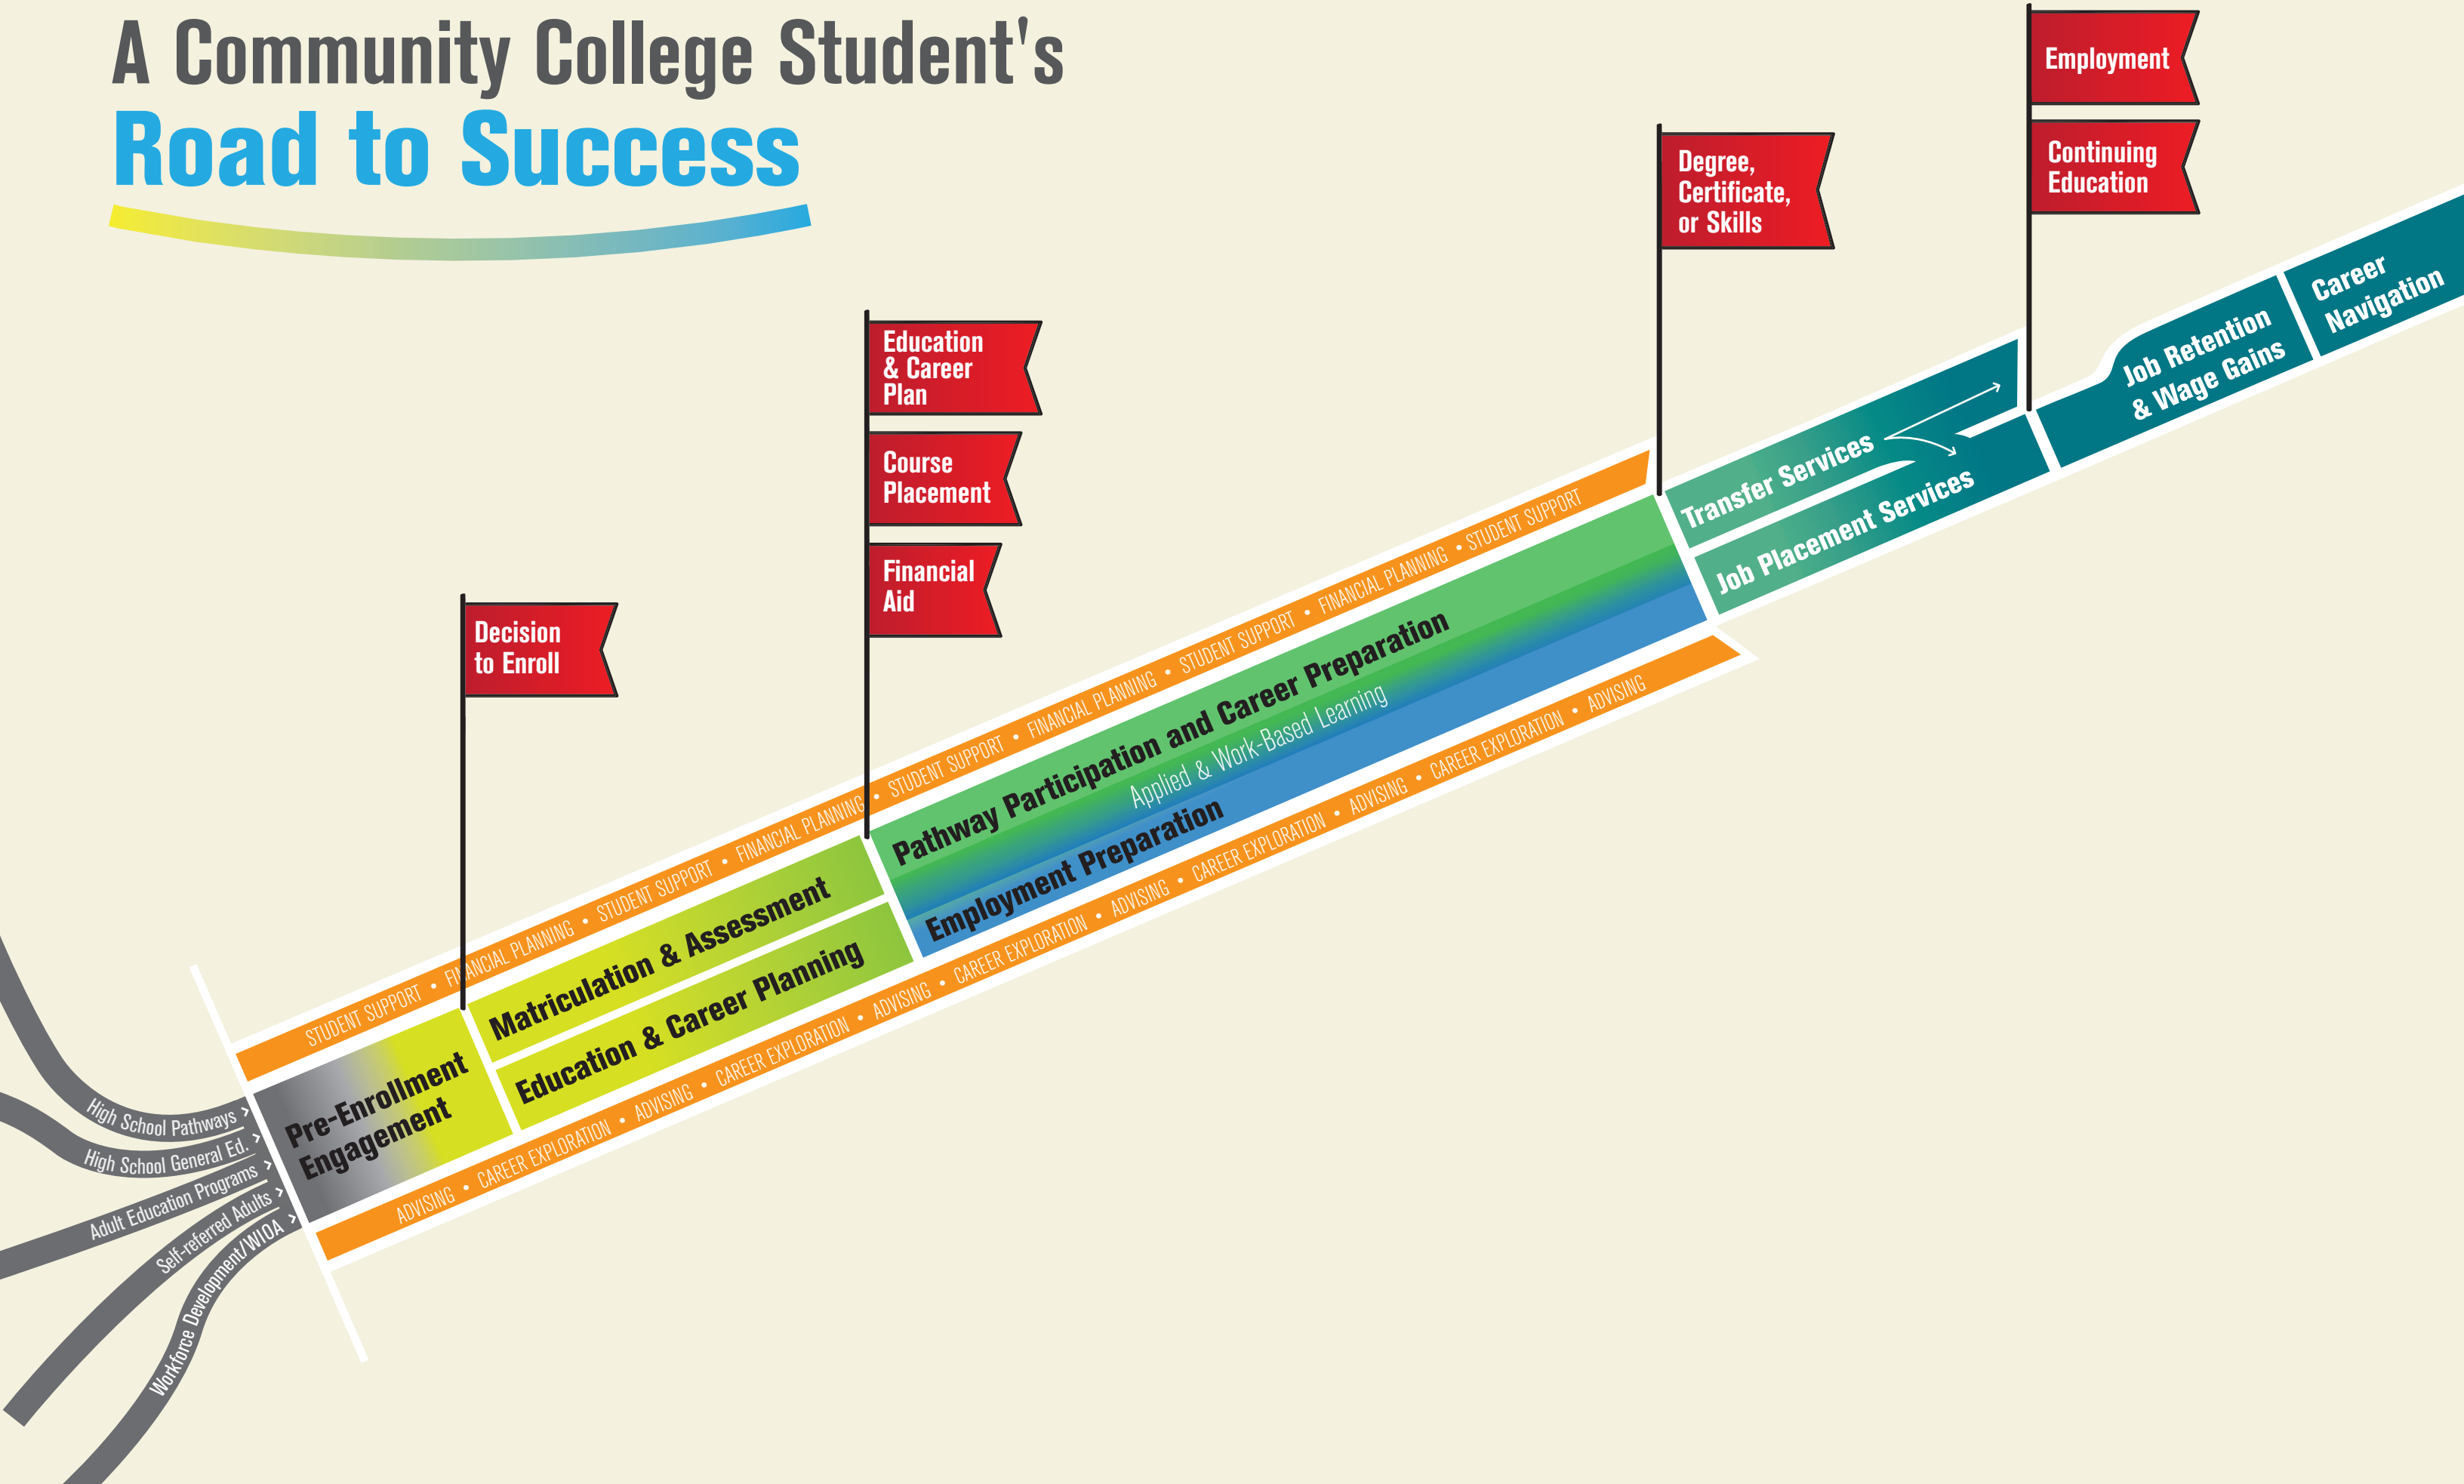 A Community College Student's
Road to Success
Employment
Continuing
Education
Degree,
Certificate,
or Skills
Education
& Career
Plan
Course
Placement
Financial
Aid
Decision
to Enroll
High School Pathways ›
High School General Ed. ›
Adult Education Programs ›
Self-referred Adults ›
Workforce Development/WIOA ›
STUDENT SUPPORT • FINANCIAL PLANNING • STUDENT SUPPORT • FINANCIAL PLANNING • STUDENT SUPPORT • FINANCIAL PLANNING • STUDENT SUPPORT • FINANCIAL PLANNING • STUDENT SUPPORT
Pre-Enrollment
Engagement
Matriculation & Assessment
Education & Career Planning
Pathway Participation and Career Preparation
Applied & Work-Based Learning
Employment Preparation
ADVISING • CAREER EXPLORATION • ADVISING • CAREER EXPLORATION • ADVISING • CAREER EXPLORATION • ADVISING • CAREER EXPLORATION • ADVISING • CAREER EXPLORATION • ADVISING
Transfer Services
Job Placement Services
Job Retention
& Wage Gains
Career
Navigation